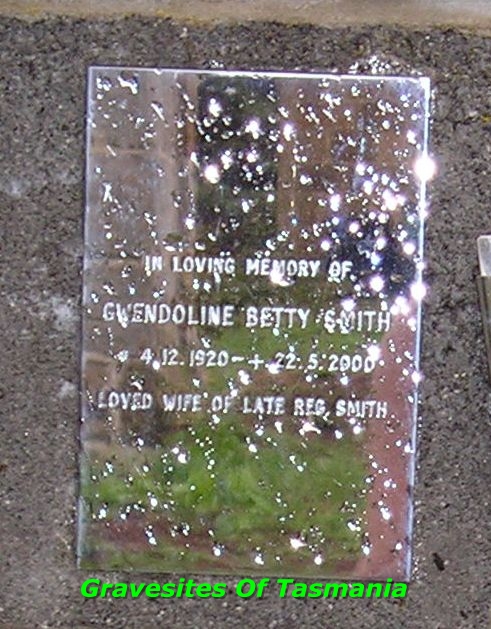 IN LOVING MEMORY OF
GWENDOLINE BETTY SMITH
* 4.12.1920 - + 22.5.2000
LOVED WIFE OF LATE REG SMITH
Gravesites Of Tasmania